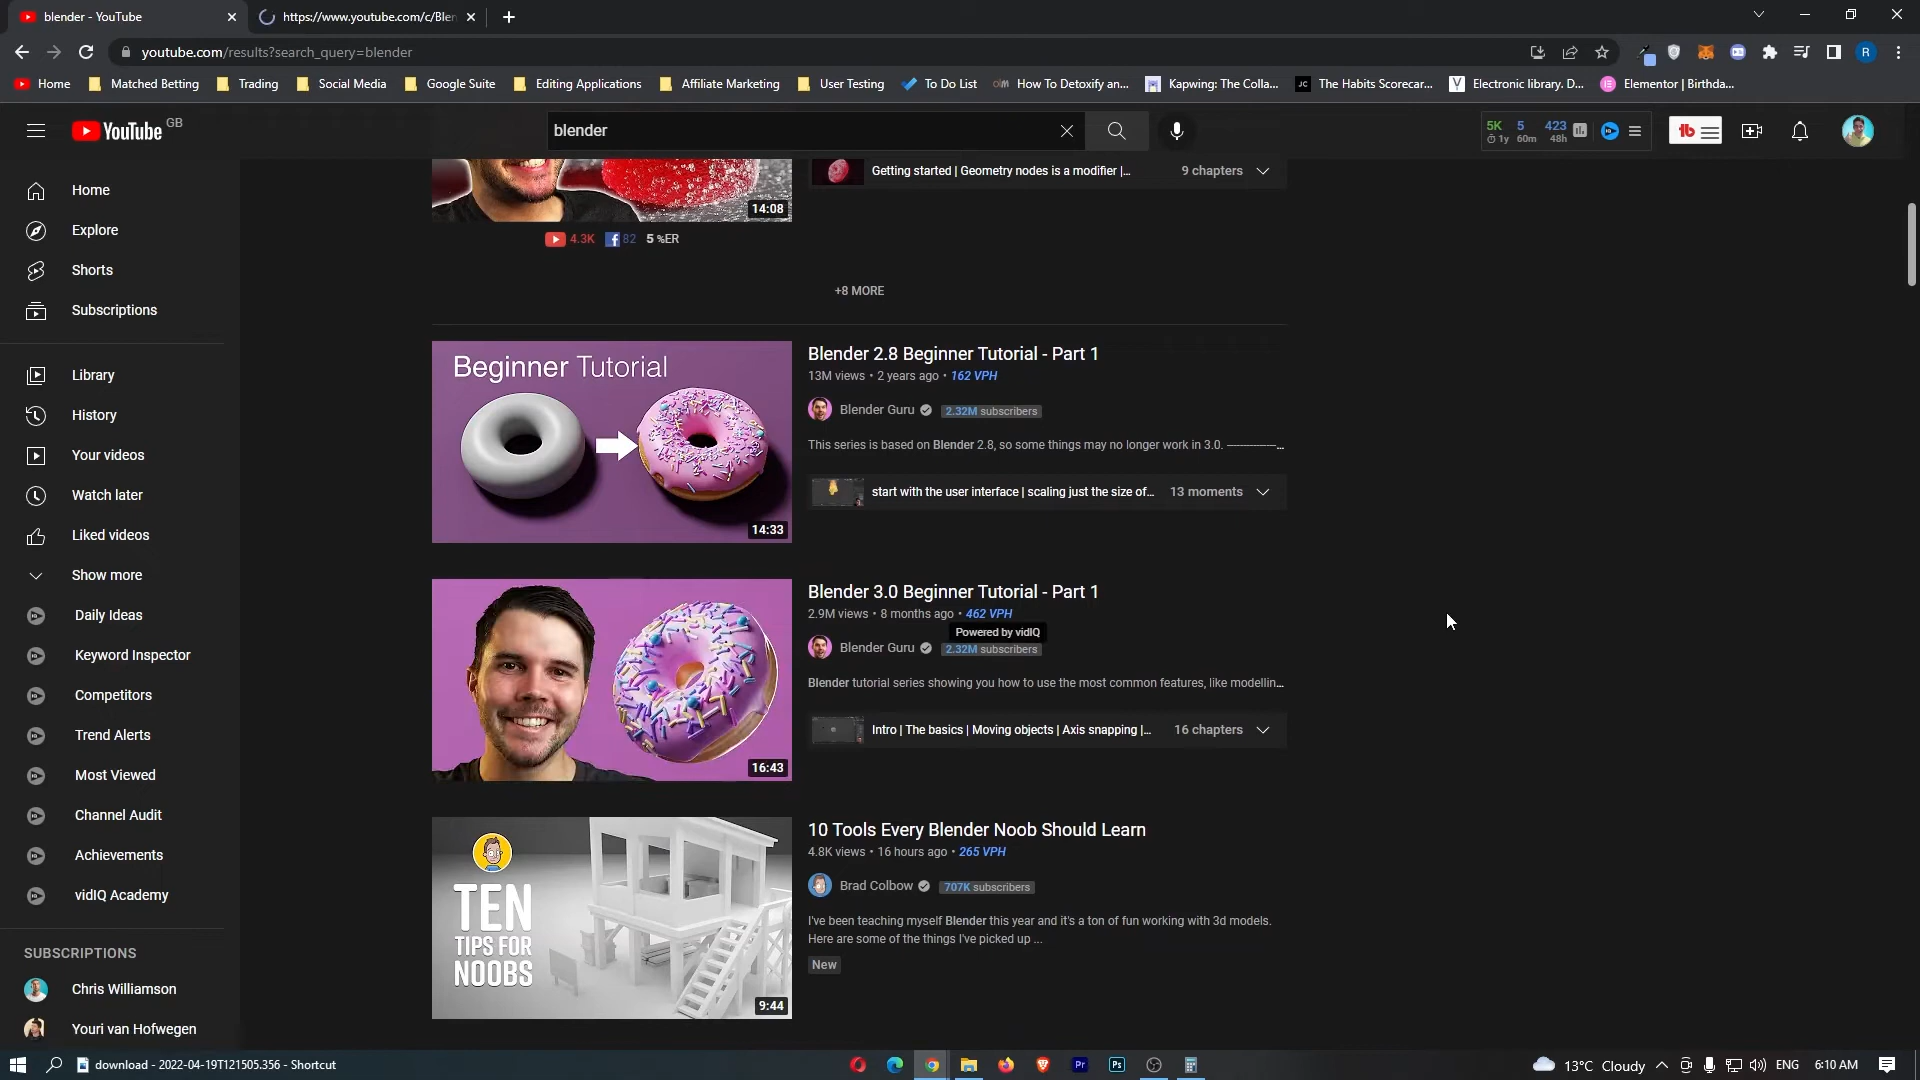 blender - YouTube
https://www.youtube.com/c/Blen
youtube.com/results?search_query=blender
R
Home
Matched Betting
Trading
Social Media
Google Suite
Editing Applications
Affiliate Marketing
User Testing
To Do List
How To Detoxify an...
Kapwing: The Colla...
JC
The Habits Scorecar...
Electronic library. D...
Elementor | Birthda...
YouTube GB
blender
5K 5 423
1y 60m 48h
Home
Explore
Shorts
Subscriptions
Library
History
Your videos
Watch later
Liked videos
Show more
Daily Ideas
Keyword Inspector
Competitors
Trend Alerts
Most Viewed
Channel Audit
Achievements
vidIQ Academy
SUBSCRIPTIONS
Chris Williamson
Youri van Hofwegen
14:08
Getting started | Geometry nodes is a modifier |...
9 chapters
4.3K 82 5 %ER
+8 MORE
Beginner Tutorial
14:33
Blender 2.8 Beginner Tutorial - Part 1
13M views • 2 years ago • 162 VPH
Blender Guru 2.32M subscribers
This series is based on Blender 2.8, so some things may no longer work in 3.0. ––––––––...
start with the user interface | scaling just the size of...
13 moments
16:43
Blender 3.0 Beginner Tutorial - Part 1
2.9M views • 8 months ago • 462 VPH
Powered by vidIQ
Blender Guru 2.32M subscribers
Blender tutorial series showing you how to use the most common features, like modellin...
Intro | The basics | Moving objects | Axis snapping |...
16 chapters
TEN
TIPS FOR
NOOBS
9:44
10 Tools Every Blender Noob Should Learn
4.8K views • 16 hours ago • 265 VPH
Brad Colbow 707K subscribers
I've been teaching myself Blender this year and it's a ton of fun working with 3d models.
Here are some of the things I've picked up ...
New
download - 2022-04-19T121505.356 - Shortcut
Pr
Ps
13°C Cloudy
ENG
6:10 AM